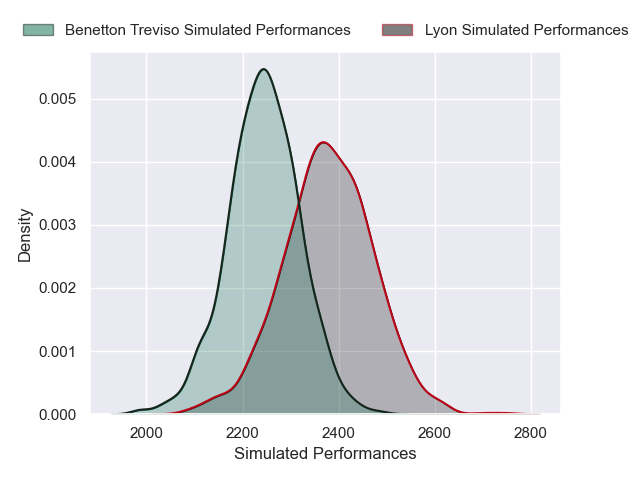 Benetton Treviso Simulated Performances Lyon Simulated Performances
0.005
0.004
0.003
0.002
0.001
0.000
Density
2000 2200 2400 2600 2800
Simulated Performances